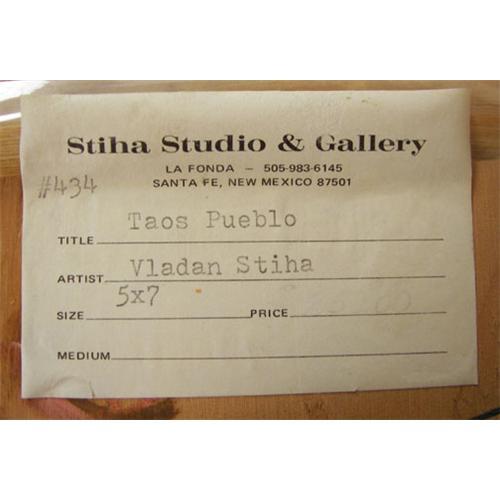 Stiha Studio & Gallery
LA FONDA — 505-983-6145
SANTA FE, NEW MEXICO 87501
#434
TITLE Taos Pueblo
ARTIST Vladan Stiha
SIZE 5x7 PRICE
MEDIUM